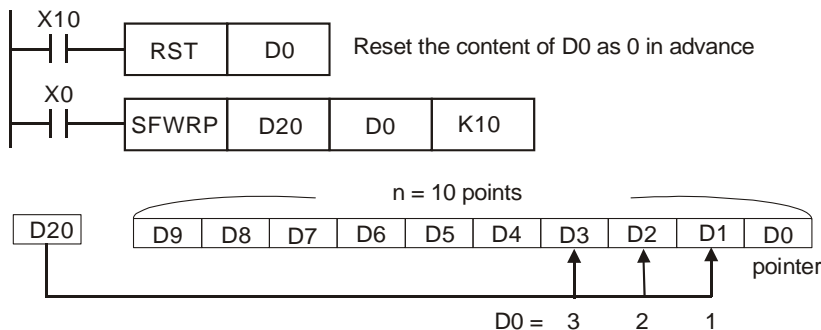 X10
RST D0 Reset the content of D0 as 0 in advance
X0
SFWRP D20 D0 K10
n = 10 points
D20 D9 D8 D7 D6 D5 D4 D3 D2 D1 D0
pointer
D0 = 3 2 1